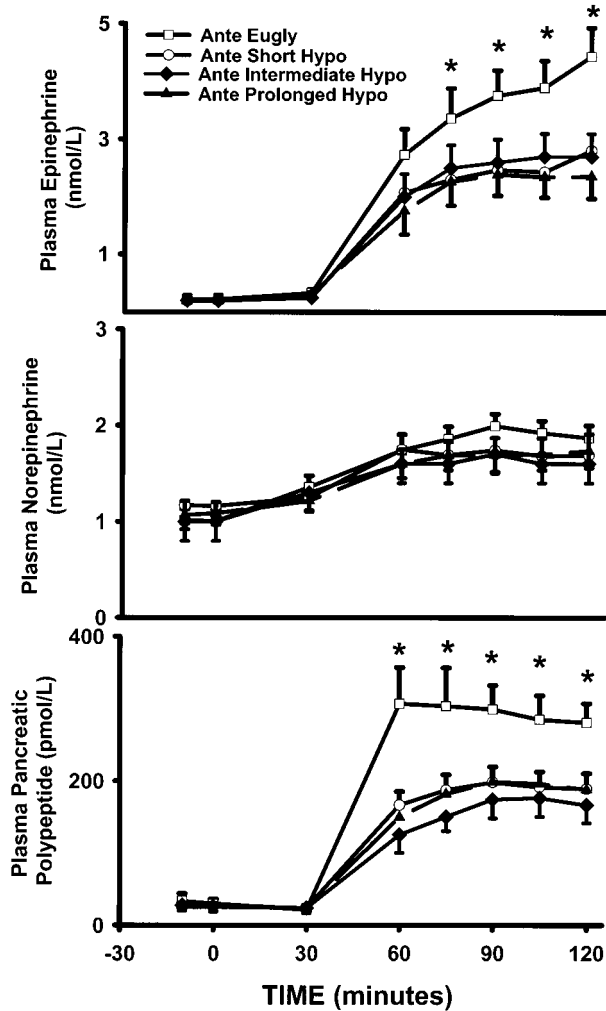 5
Ante Eugly
Ante Short Hypo
Ante Intermediate Hypo
Ante Prolonged Hypo
* * * * *
3
1
Plasma Epinephrine
(nmol/L)
3
2
1
0
Plasma Norepinephrine
(nmol/L)
400
* * * * *
200
0
Plasma Pancreatic
Polypeptide (pmol/L)
-30 0 30 60 90 120
TIME (minutes)